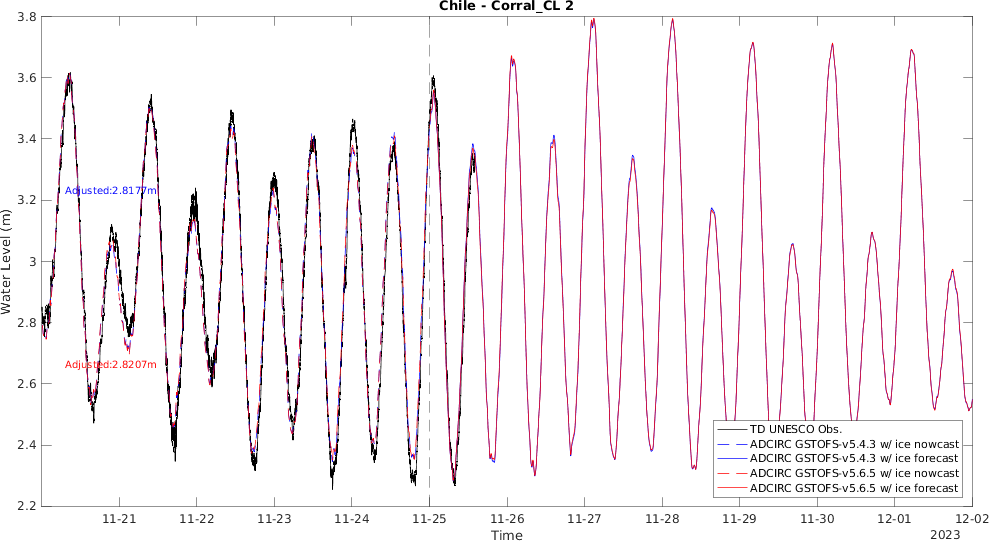 Chile - Corral_CL 2
3.8
3.6
3.4
3.2
3
2.8
2.6
2.4
2.2
Water Level (m)
Adjusted:2.8177m
Adjusted:2.8207m
TD UNESCO Obs.
ADCIRC GSTOFS-v5.4.3 w/ ice nowcast
ADCIRC GSTOFS-v5.4.3 w/ ice forecast
ADCIRC GSTOFS-v5.6.5 w/ ice nowcast
ADCIRC GSTOFS-v5.6.5 w/ ice forecast
11-21 11-22 11-23 11-24 11-25 11-26 11-27 11-28 11-29 11-30 12-01 12-02
Time
2023